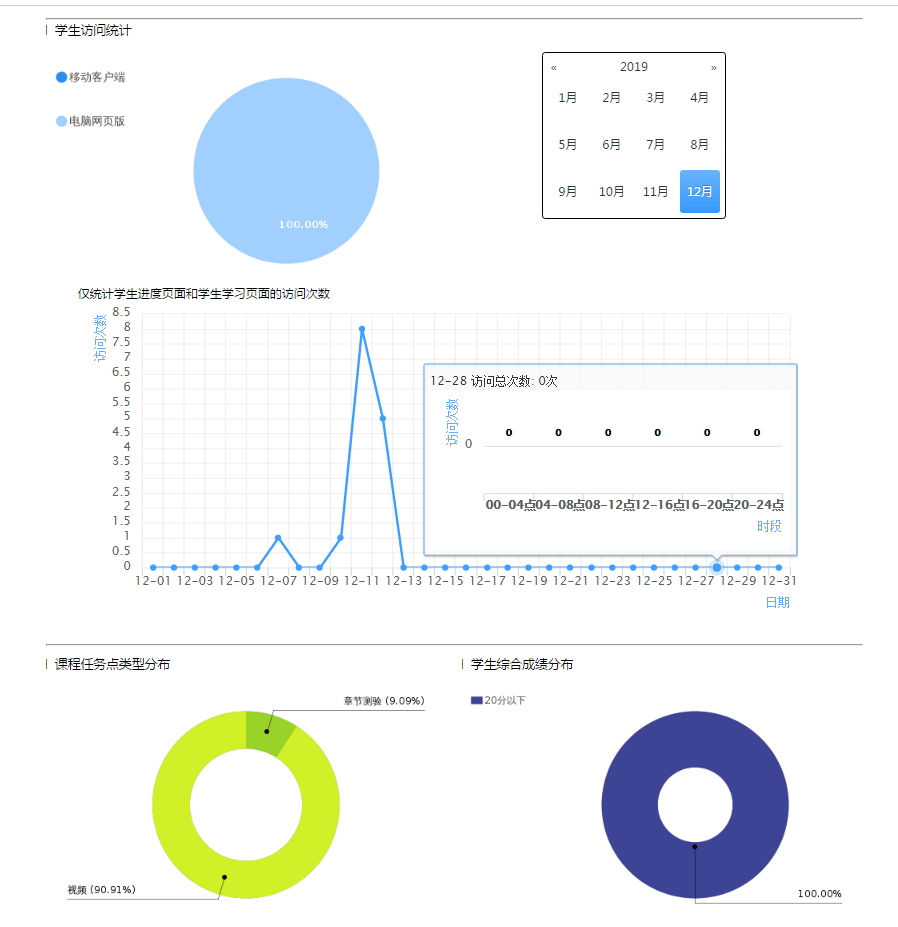 学生访问统计
移动客户端
电脑网页版
100.00%
« 2019 »
1月 2月 3月 4月
5月 6月 7月 8月
9月 10月 11月 12月
仅统计学生进度页面和学生学习页面的访问次数
访问次数
8.5
8
7.5
7
6.5
6
5.5
5
4.5
4
3.5
3
2.5
2
1.5
1
0.5
0
12-28 访问总次数: 0次
访问次数
0 0 0 0 0 0
0
00-04点04-08点08-12点12-16点16-20点20-24点
时段
12-01 12-03 12-05 12-07 12-09 12-11 12-13 12-15 12-17 12-19 12-21 12-23 12-25 12-27 12-29 12-31
日期
课程任务点类型分布
章节测验 (9.09%)
视频 (90.91%)
学生综合成绩分布
20分以下
100.00%